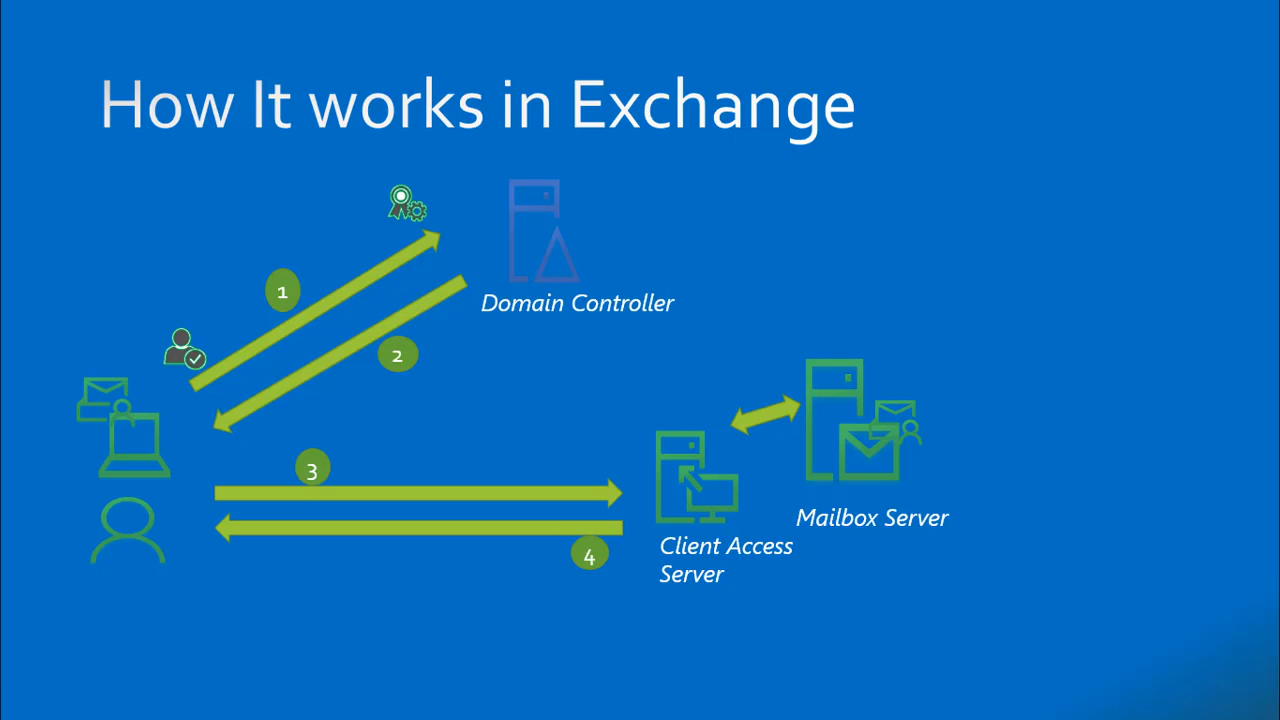 How It works in Exchange
1
Domain Controller
2
3
Mailbox Server
4
Client Access
Server